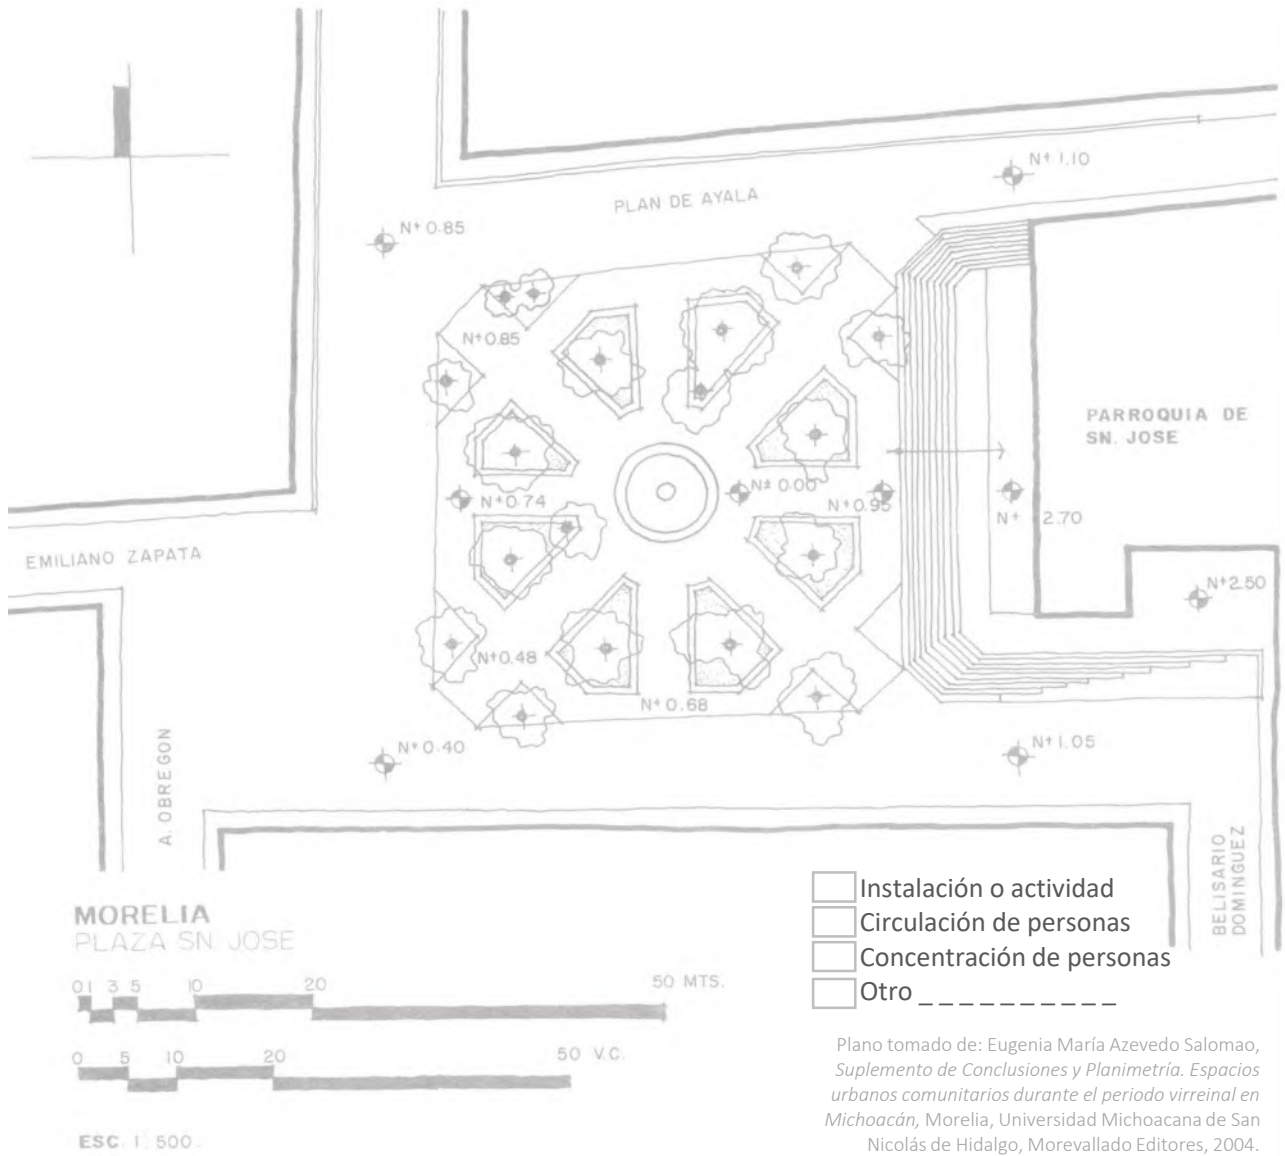 N+1.10
PLAN DE AYALA
N+0.85
N+0.85
PARROQUIA DE
SN. JOSE
N± 0.00
N+0.74
N+0.95
N+ 2.70
EMILIANO ZAPATA
N+2.50
N+0.48
N+0.68
N+0.40
N+1.05
A. OBREGON
BELISARIO
DOMINGUEZ
MORELIA
PLAZA SN. JOSE
0 1 3 5 10 20 50 MTS.
0 5 10 20 50 V.C.
ESC. 1: 500.
Instalación o actividad
Circulación de personas
Concentración de personas
Otro _ _ _ _ _ _ _ _ _ _
Plano tomado de: Eugenia María Azevedo Salomao,
Suplemento de Conclusiones y Planimetría. Espacios
urbanos comunitarios durante el periodo virreinal en
Michoacán, Morelia, Universidad Michoacana de San
Nicolás de Hidalgo, Morevallado Editores, 2004.